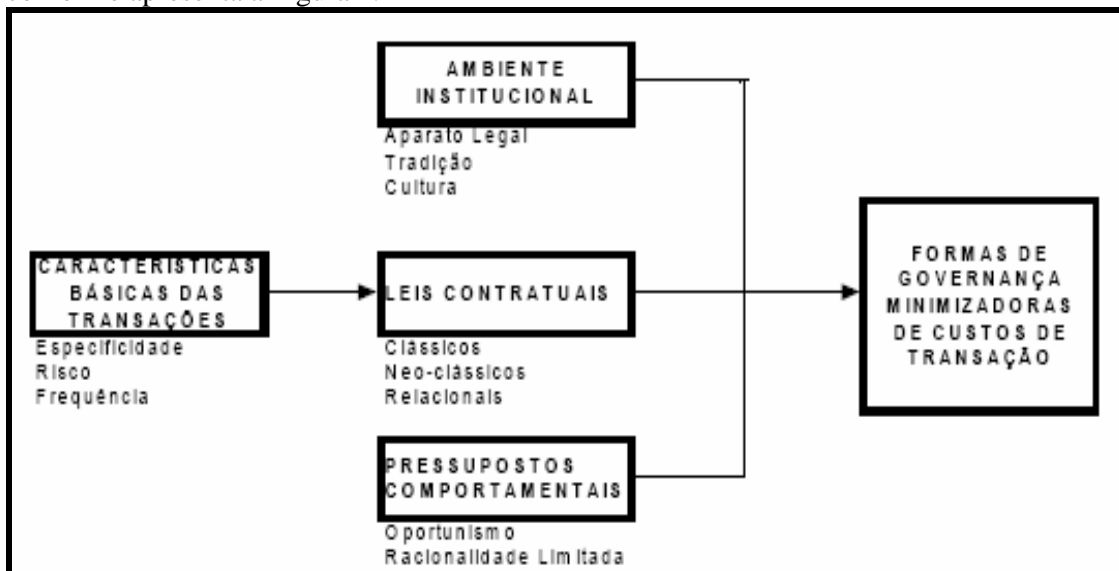 AMBIENTE
INSTITUCIONAL
Aparato Legal
Tradição
Cultura
CARACTERÍSTICAS
BÁSICAS DAS
TRANSAÇÕES
Especificidade
Risco
Frequência
LEIS CONTRATUAIS
Clássicos
Neo-clássicos
Relacionais
PRESSUPOSTOS
COMPORTAMENTAIS
Oportunismo
Racionalidade Limitada
FORMAS DE
GOVERNANÇA
MINIMIZADORAS
DE CUSTOS DE
TRANSAÇÃO